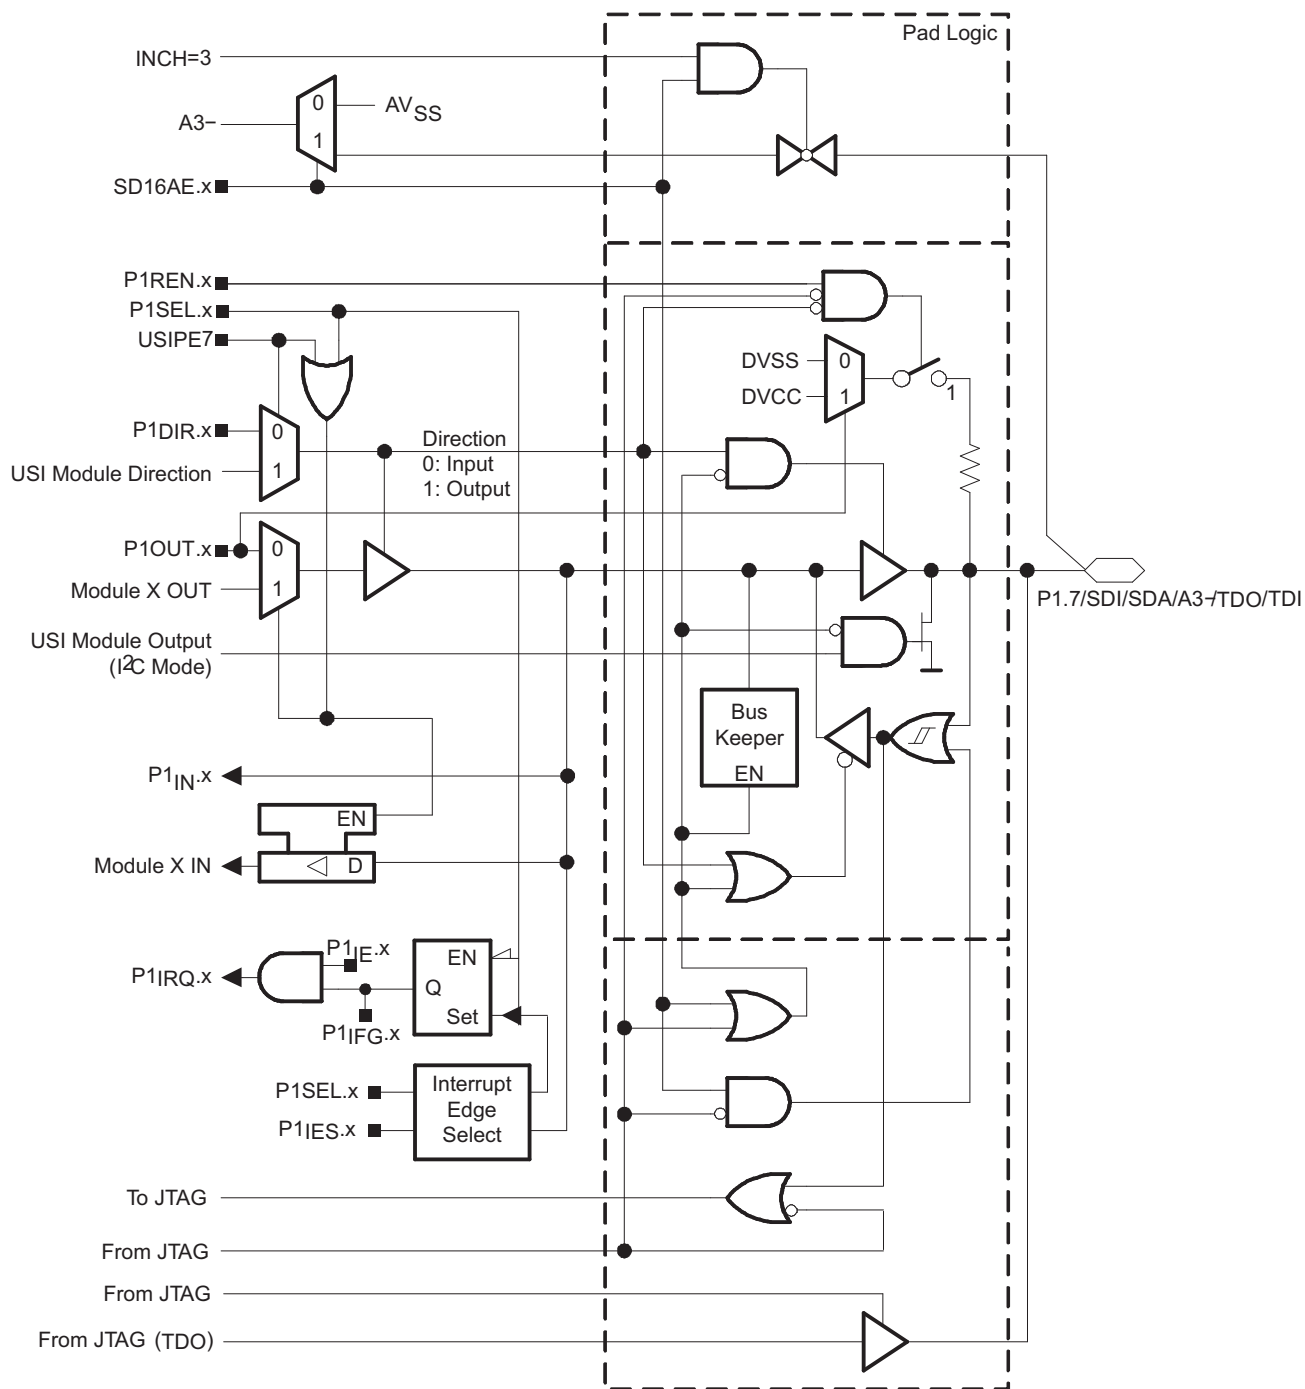 Pad Logic
INCH=3
0
AVSS
A3−
1
SD16AE.x
P1REN.x
P1SEL.x
USIPE7
DVSS
0
DVCC
1
1
P1DIR.x
0
USI Module Direction
1
Direction
0: Input
1: Output
P1OUT.x
0
Module X OUT
1
P1.7/SDI/SDA/A3−/TDO/TDI
USI Module Output
(I2C Mode)
Bus
Keeper
EN
P1IN.x
EN
Module X IN
D
P1IE.x
P1IRQ.x
P1IFG.x
EN
Q
Set
P1SEL.x
P1IES.x
Interrupt
Edge
Select
To JTAG
From JTAG
From JTAG
From JTAG (TDO)